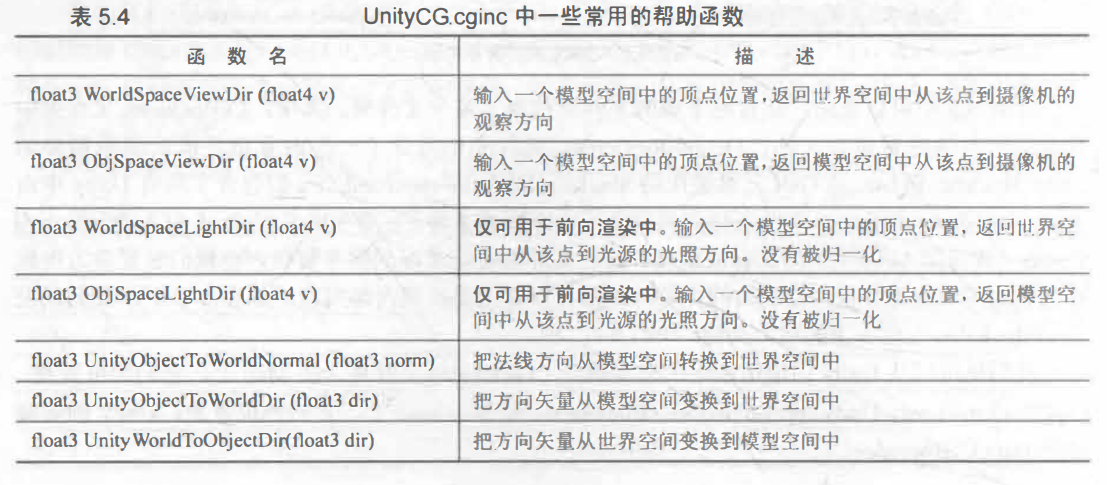 表 5.4 UnityCG.cginc 中一些常用的帮助函数
函 数 名 描 述
float3 WorldSpaceViewDir (float4 v) 输入一个模型空间中的顶点位置,返回世界空间中从该点到摄像机的
观察方向
float3 ObjSpaceViewDir (float4 v) 输入一个模型空间中的顶点位置,返回模型空间中从该点到摄像机的
观察方向
float3 WorldSpaceLightDir (float4 v) 仅可用于前向渲染中。输入一个模型空间中的顶点位置,返回世界空
间中从该点到光源的光照方向。没有被归一化
float3 ObjSpaceLightDir (float4 v) 仅可用于前向渲染中。输入一个模型空间中的顶点位置,返回模型空
间中从该点到光源的光照方向。没有被归一化
float3 UnityObjectToWorldNormal (float3 norm) 把法线方向从模型空间转换到世界空间中
float3 UnityObjectToWorldDir (float3 dir) 把方向矢量从模型空间变换到世界空间中
float3 UnityWorldToObjectDir(float3 dir) 把方向矢量从世界空间变换到模型空间中